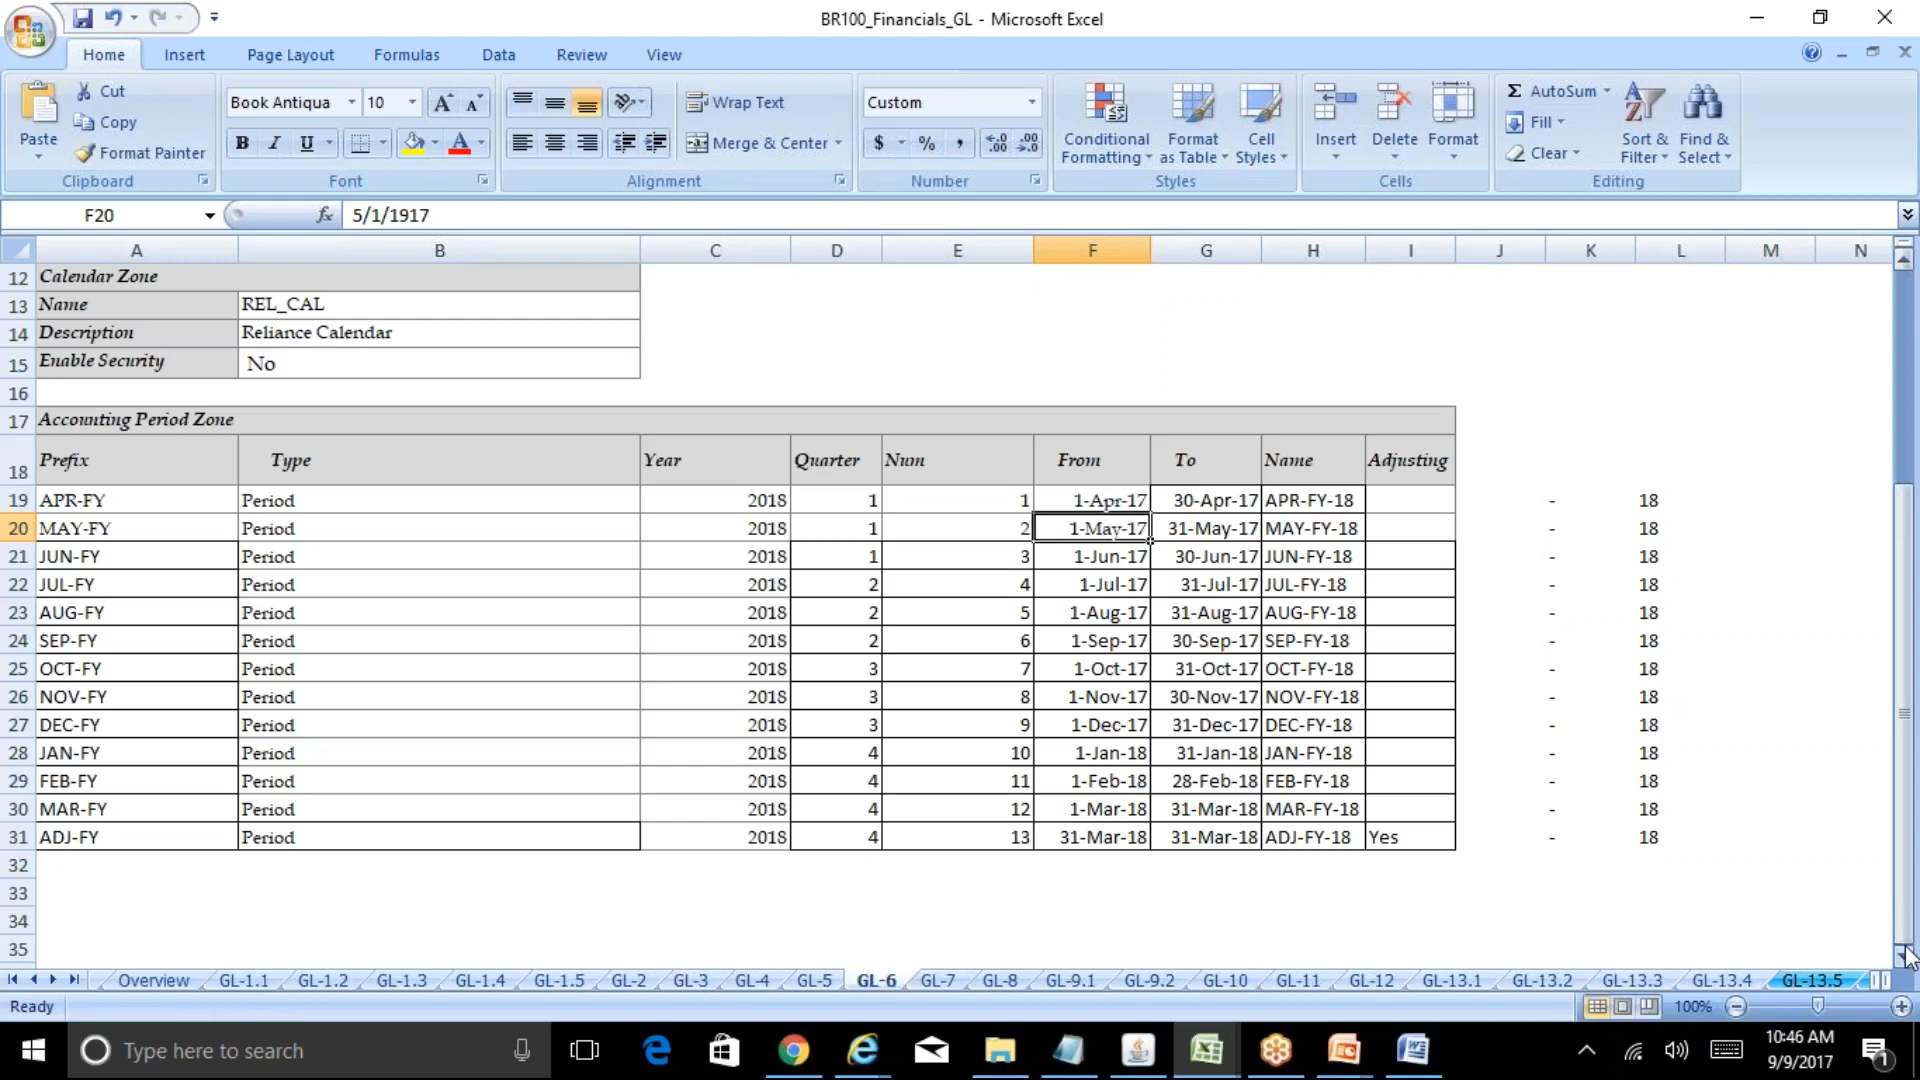 BR100_Financials_GL - Microsoft Excel
Home Insert Page Layout Formulas Data Review View
Paste Cut Copy Format Painter Clipboard
Book Antiqua 10 B I U Font
Wrap Text Merge & Center Alignment
Custom $ % , .00 Number
Conditional Formatting Format as Table Cell Styles Styles
Insert Delete Format Cells
Σ AutoSum Fill Clear Sort & Filter Find & Select Editing
F20 fx 5/1/1917
A B C D E F G H I J K L M N
12 Calendar Zone
13 Name REL_CAL
14 Description Reliance Calendar
15 Enable Security No
16
17 Accounting Period Zone
18 Prefix Type Year Quarter Num From To Name Adjusting
19 APR-FY Period 2018 1 1 1-Apr-17 30-Apr-17 APR-FY-18 - 18
20 MAY-FY Period 2018 1 2 1-May-17 31-May-17 MAY-FY-18 - 18
21 JUN-FY Period 2018 1 3 1-Jun-17 30-Jun-17 JUN-FY-18 - 18
22 JUL-FY Period 2018 2 4 1-Jul-17 31-Jul-17 JUL-FY-18 - 18
23 AUG-FY Period 2018 2 5 1-Aug-17 31-Aug-17 AUG-FY-18 - 18
24 SEP-FY Period 2018 2 6 1-Sep-17 30-Sep-17 SEP-FY-18 - 18
25 OCT-FY Period 2018 3 7 1-Oct-17 31-Oct-17 OCT-FY-18 - 18
26 NOV-FY Period 2018 3 8 1-Nov-17 30-Nov-17 NOV-FY-18 - 18
27 DEC-FY Period 2018 3 9 1-Dec-17 31-Dec-17 DEC-FY-18 - 18
28 JAN-FY Period 2018 4 10 1-Jan-18 31-Jan-18 JAN-FY-18 - 18
29 FEB-FY Period 2018 4 11 1-Feb-18 28-Feb-18 FEB-FY-18 - 18
30 MAR-FY Period 2018 4 12 1-Mar-18 31-Mar-18 MAR-FY-18 - 18
31 ADJ-FY Period 2018 4 13 31-Mar-18 31-Mar-18 ADJ-FY-18 Yes - 18
32
33
34
35
Overview GL-1.1 GL-1.2 GL-1.3 GL-1.4 GL-1.5 GL-2 GL-3 GL-4 GL-5 GL-6 GL-7 GL-8 GL-9.1 GL-9.2 GL-10 GL-11 GL-12 GL-13.1 GL-13.2 GL-13.3 GL-13.4 GL-13.5
Ready 100%
Type here to search
10:46 AM
9/9/2017
1